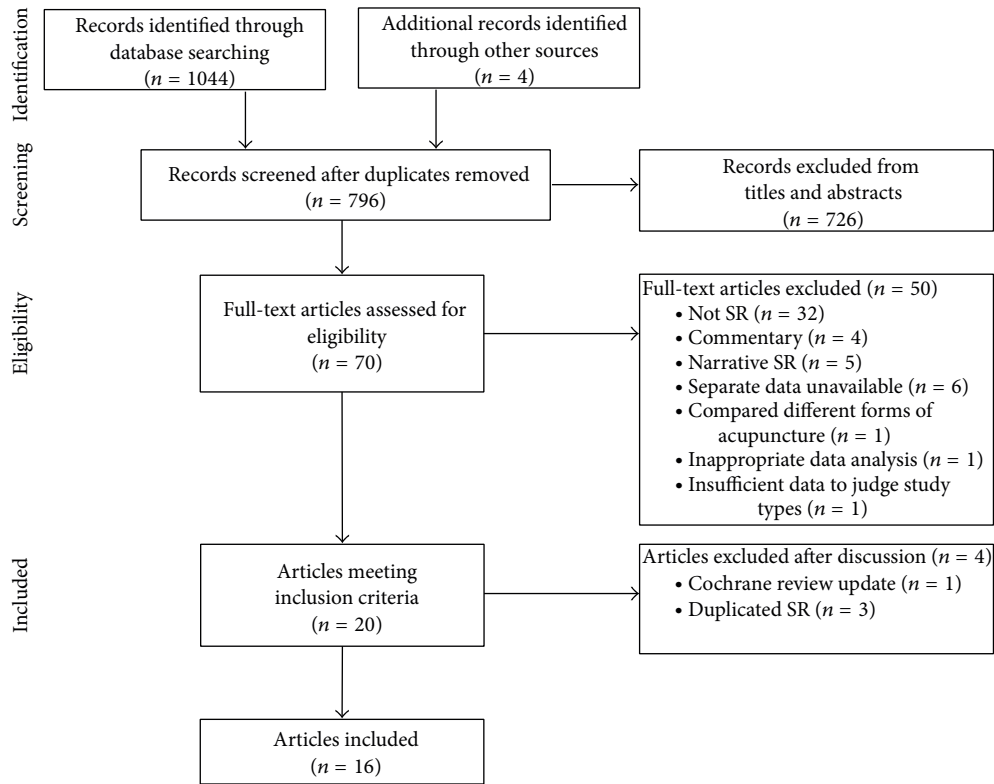 Identification
Records identified through
database searching
(n = 1044)
Additional records identified
through other sources
(n = 4)
Screening
Records screened after duplicates removed
(n = 796)
Records excluded from
titles and abstracts
(n = 726)
Eligibility
Full-text articles assessed for
eligibility
(n = 70)
Full-text articles excluded (n = 50)
• Not SR (n = 32)
• Commentary (n = 4)
• Narrative SR (n = 5)
• Separate data unavailable (n = 6)
• Compared different forms of
acupuncture (n = 1)
• Inappropriate data analysis (n = 1)
• Insufficient data to judge study
types (n = 1)
Included
Articles meeting
inclusion criteria
(n = 20)
Articles excluded after discussion (n = 4)
• Cochrane review update (n = 1)
• Duplicated SR (n = 3)
Articles included
(n = 16)